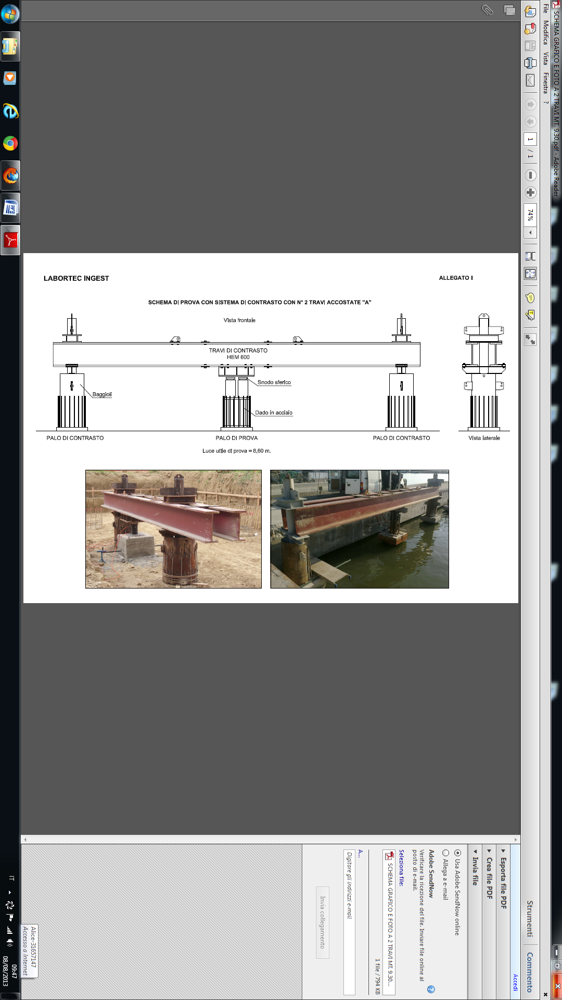 SCHEMA GRAFICO E FOTO A 2 TRAVI MT. 9.30.pdf - Adobe Reader
File Modifica Vista Finestra ?
1 / 1
74%
Strumenti Commento
Accedi
Esporta file PDF
Crea file PDF
Invia file
Usa Adobe SendNow online
Allega a e-mail
Adobe SendNow
Verificare la ricezione del file. Inviare file online al
posto di e-mail.
Seleziona file:
SCHEMA GRAFICO E FOTO A 2 TRAVI MT. 9.30...
1 file / 794 KB
A...
Digitare gli indirizzi e-mail
Invia collegamento
LABORTEC INGEST
ALLEGATO I
SCHEMA DI PROVA CON SISTEMA DI CONTRASTO CON N° 2 TRAVI ACCOSTATE "A"
Vista frontale
TRAVI DI CONTRASTO
HEM 600
Snodo sferico
Baggioli
Dado in acciaio
PALO DI CONTRASTO
PALO DI PROVA
PALO DI CONTRASTO
Vista laterale
Luce utile di prova = 8,60 m.
Alice-31657147
Accesso a Internet
IT
09:47
08/08/2013